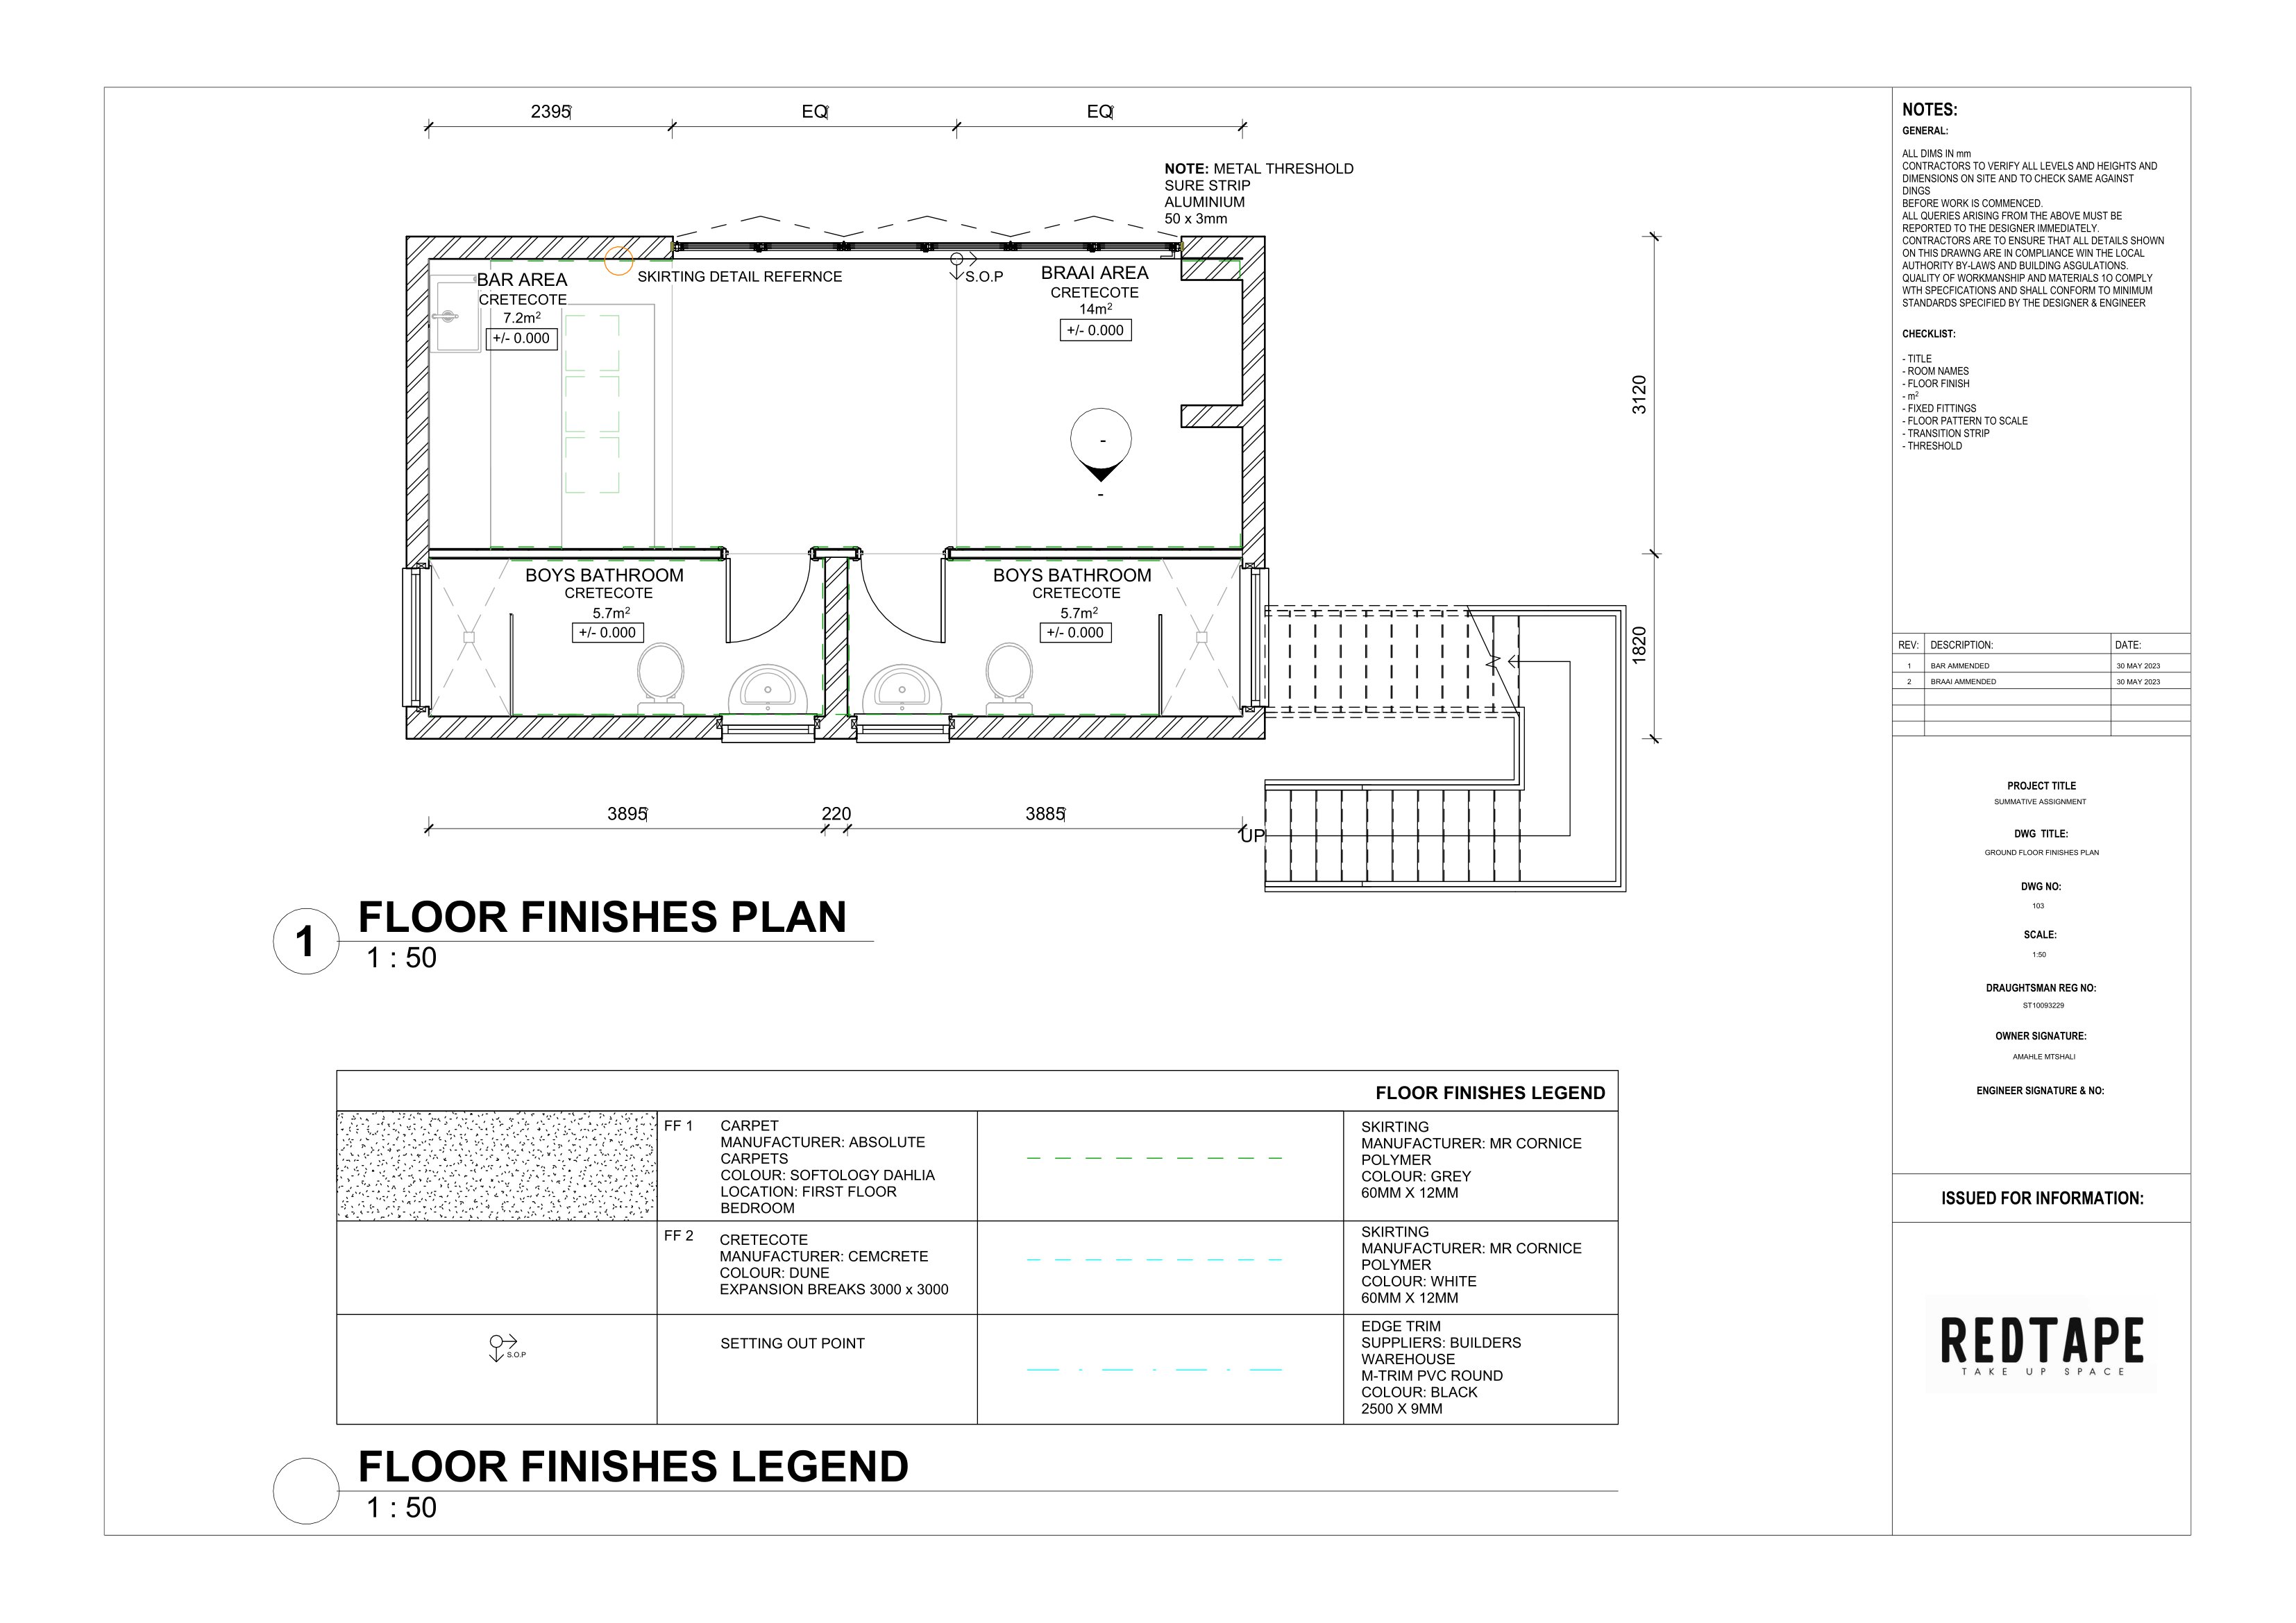 2395
EQ
EQ
NOTE: METAL THRESHOLD
SURE STRIP
ALUMINIUM
50 x 3mm
BAR AREA
CRETECOTE
7.2m²
+/- 0.000
SKIRTING DETAIL REFERNCE
S.O.P
BRAAI AREA
CRETECOTE
14m²
+/- 0.000
-
-
3120
BOYS BATHROOM
CRETECOTE
5.7m²
+/- 0.000
BOYS BATHROOM
CRETECOTE
5.7m²
+/- 0.000
1820
3895
220
3885
UP
1
FLOOR FINISHES PLAN
1 : 50
FLOOR FINISHES LEGEND
FF 1
CARPET
MANUFACTURER: ABSOLUTE
CARPETS
COLOUR: SOFTOLOGY DAHLIA
LOCATION: FIRST FLOOR
BEDROOM
SKIRTING
MANUFACTURER: MR CORNICE
POLYMER
COLOUR: GREY
60MM X 12MM
FF 2
CRETECOTE
MANUFACTURER: CEMCRETE
COLOUR: DUNE
EXPANSION BREAKS 3000 x 3000
SKIRTING
MANUFACTURER: MR CORNICE
POLYMER
COLOUR: WHITE
60MM X 12MM
S.O.P
SETTING OUT POINT
EDGE TRIM
SUPPLIERS: BUILDERS
WAREHOUSE
M-TRIM PVC ROUND
COLOUR: BLACK
2500 X 9MM
FLOOR FINISHES LEGEND
1 : 50
NOTES:
GENERAL:
ALL DIMS IN mm
CONTRACTORS TO VERIFY ALL LEVELS AND HEIGHTS AND
DIMENSIONS ON SITE AND TO CHECK SAME AGAINST
DINGS
BEFORE WORK IS COMMENCED.
ALL QUERIES ARISING FROM THE ABOVE MUST BE
REPORTED TO THE DESIGNER IMMEDIATELY.
CONTRACTORS ARE TO ENSURE THAT ALL DETAILS SHOWN
ON THIS DRAWNG ARE IN COMPLIANCE WIN THE LOCAL
AUTHORITY BY-LAWS AND BUILDING ASGULATIONS.
QUALITY OF WORKMANSHIP AND MATERIALS 1O COMPLY
WTH SPECFICATIONS AND SHALL CONFORM TO MINIMUM
STANDARDS SPECIFIED BY THE DESIGNER & ENGINEER
CHECKLIST:
- TITLE
- ROOM NAMES
- FLOOR FINISH
- m²
- FIXED FITTINGS
- FLOOR PATTERN TO SCALE
- TRANSITION STRIP
- THRESHOLD
REV: DESCRIPTION: DATE:
1 BAR AMMENDED 30 MAY 2023
2 BRAAI AMMENDED 30 MAY 2023
PROJECT TITLE
SUMMATIVE ASSIGNMENT
DWG TITLE:
GROUND FLOOR FINISHES PLAN
DWG NO:
103
SCALE:
1:50
DRAUGHTSMAN REG NO:
ST10093229
OWNER SIGNATURE:
AMAHLE MTSHALI
ENGINEER SIGNATURE & NO:
ISSUED FOR INFORMATION:
REDTAPE
TAKE UP SPACE